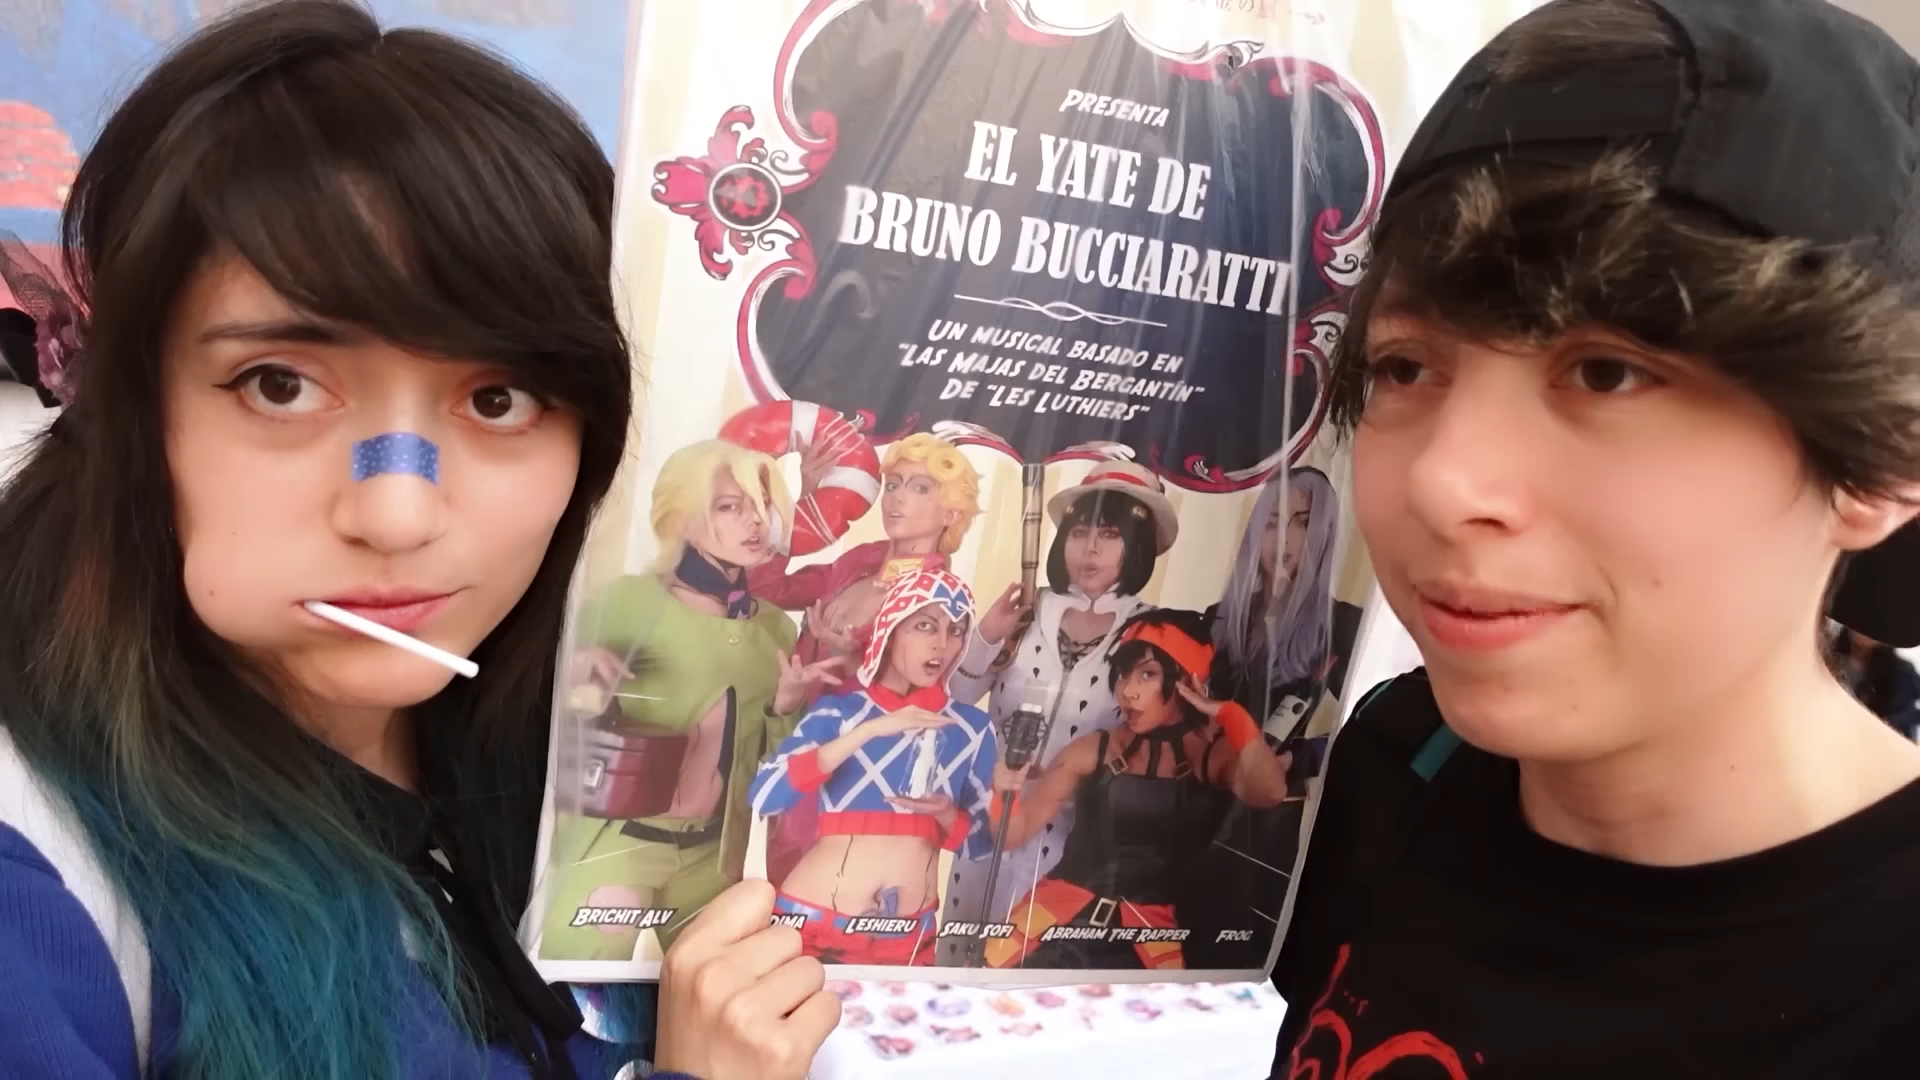 PRESENTA
EL YATE DE
BRUNO BUCCIARATTI
UN MUSICAL BASADO EN
"LAS MAJAS DEL BERGANTÍN"
DE "LES LUTHIERS"
BRICHIT ALV
LESHIERU
SAKU SOFI
ABRAHAM THE RAPPER
FROG